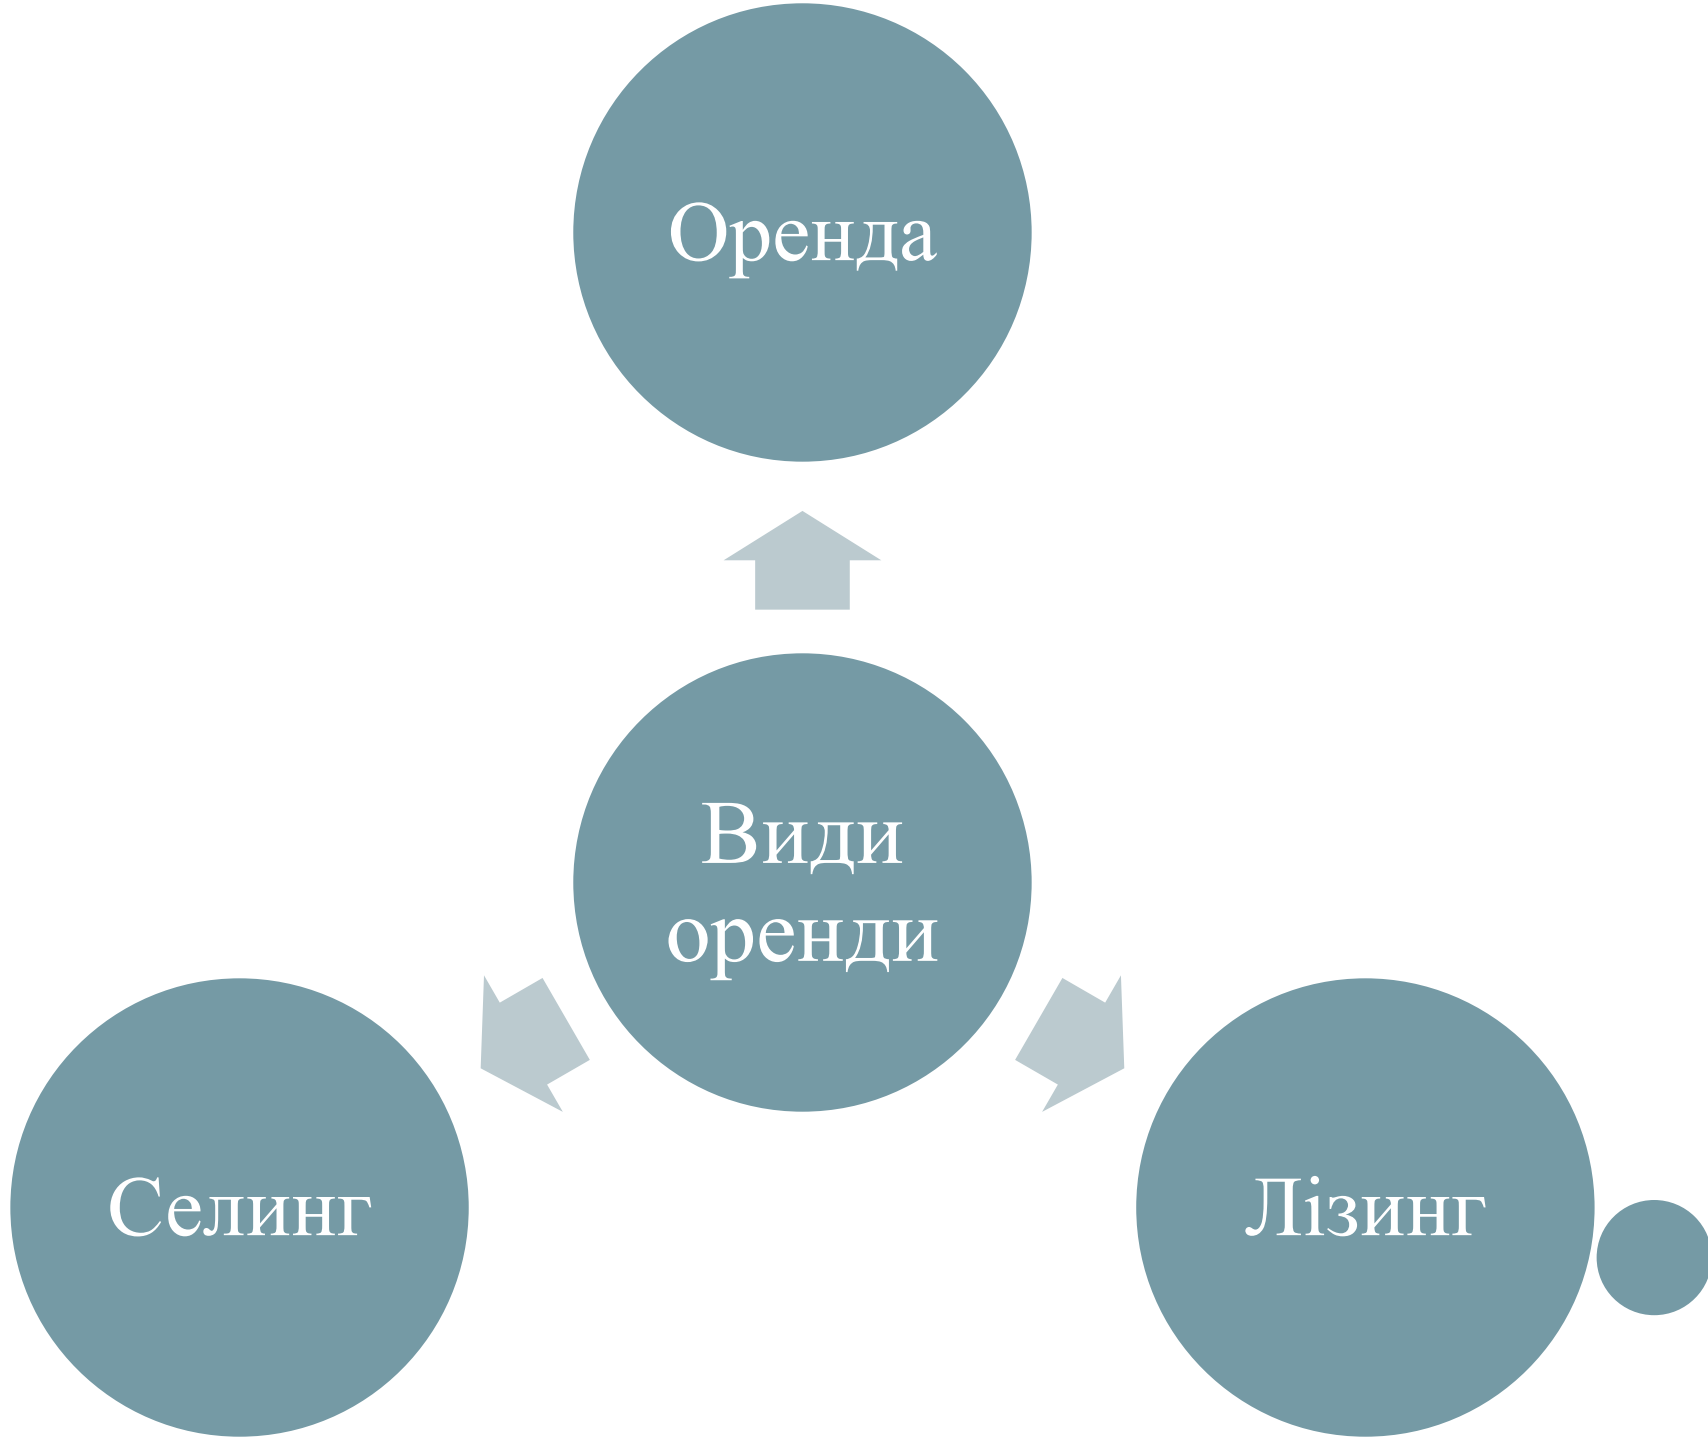 Оренда
Види
оренди
Селинг
Лізинг